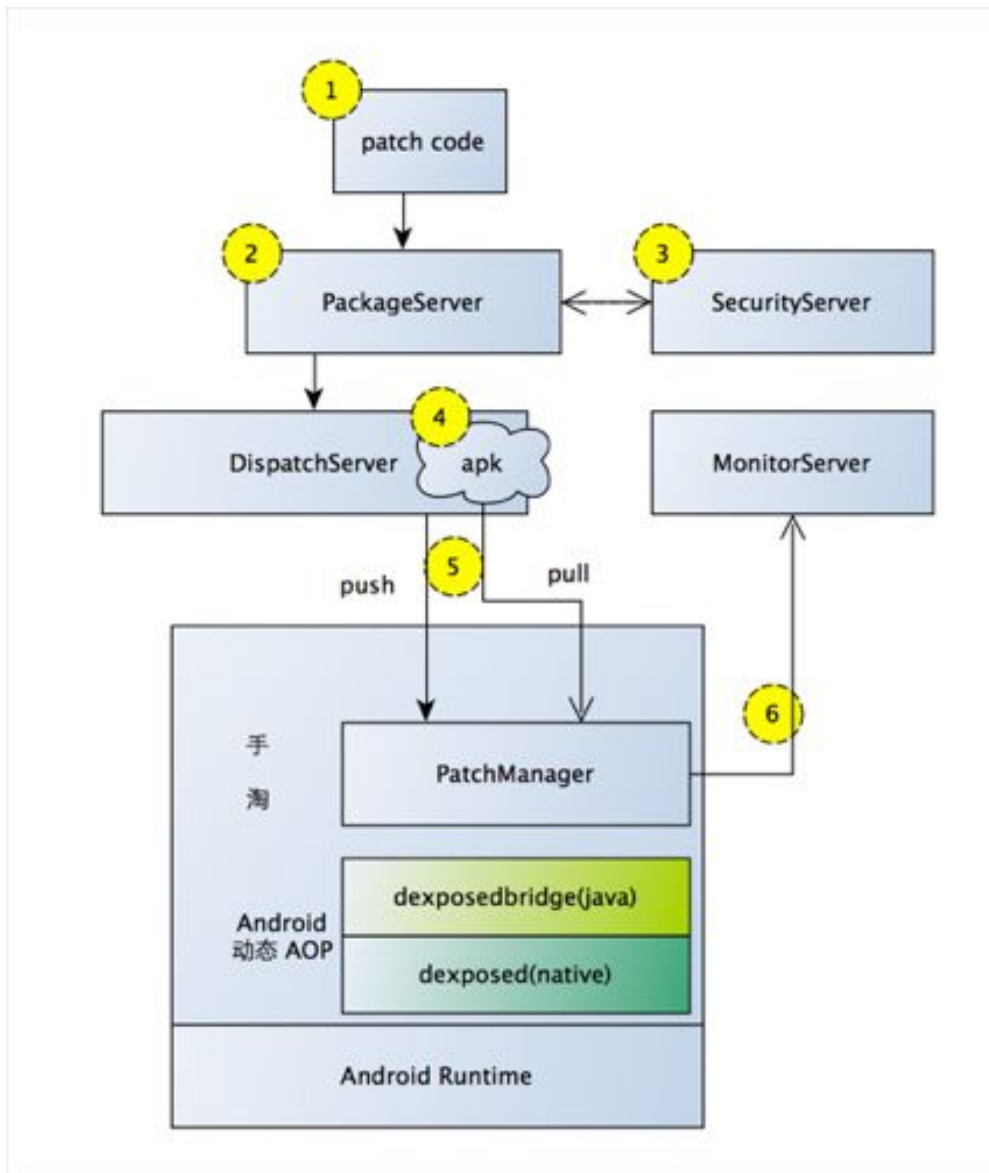 1
patch code
2
PackageServer
3
SecurityServer
4
DispatchServer
apk
MonitorServer
push
5
pull
6
手
淘
PatchManager
dexposedbridge(java)
Android
动态 AOP
dexposed(native)
Android Runtime